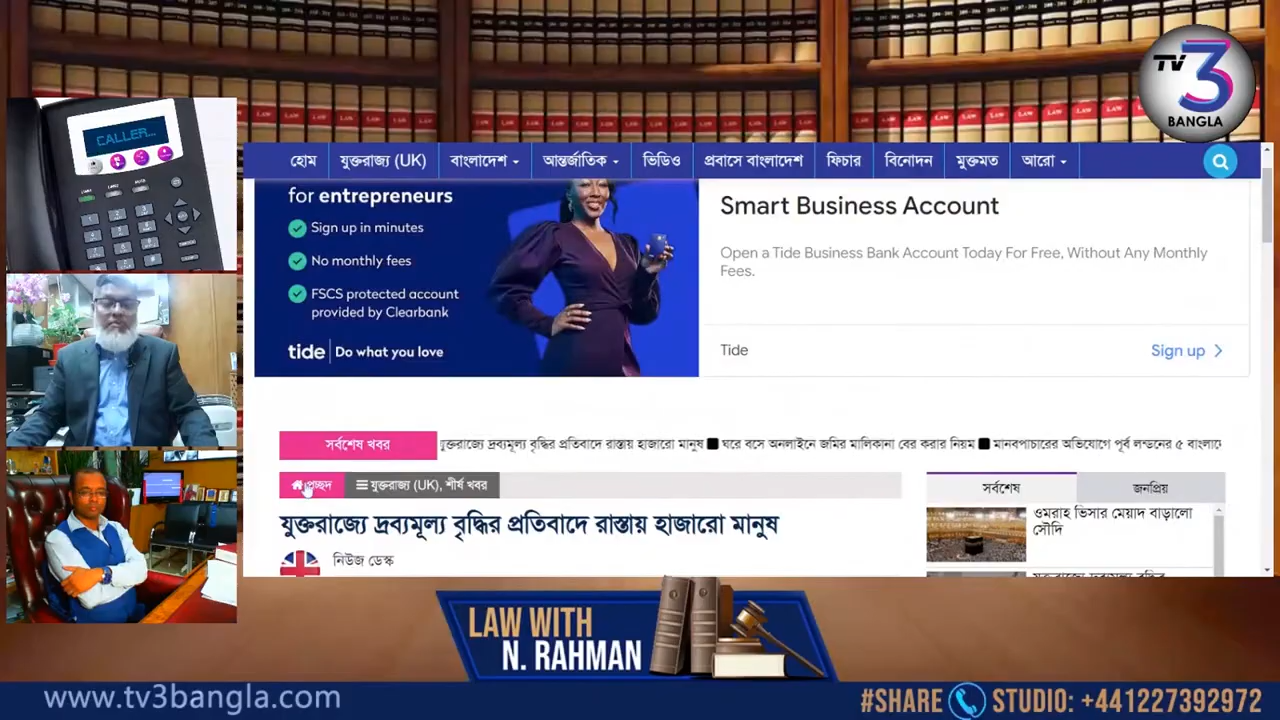 TV 3
BANGLA
CALLER...
হোম যুক্তরাজ্য (UK) বাংলাদেশ আন্তর্জাতিক ভিডিও প্রবাসে বাংলাদেশ ফিচার বিনোদন মুক্তমত আরো
for entrepreneurs
Sign up in minutes
No monthly fees
FSCS protected account
provided by Clearbank
tide Do what you love
Smart Business Account
Open a Tide Business Bank Account Today For Free, Without Any Monthly
Fees.
Tide Sign up
সর্বশেষ খবর
যুক্তরাজ্যে দ্রব্যমূল্য বৃদ্ধির প্রতিবাদে রাস্তায় হাজারো মানুষ ঘরে বসে অনলাইনে জমির মালিকানা বের করার নিয়ম মানবপাচারের অভিযোগে পূর্ব লন্ডনের ৫ বাংলাদে
প্রচ্ছদ যুক্তরাজ্য (UK), শীর্ষ খবর
সর্বশেষ জনপ্রিয়
যুক্তরাজ্যে দ্রব্যমূল্য বৃদ্ধির প্রতিবাদে রাস্তায় হাজারো মানুষ
নিউজ ডেস্ক
ওমরাহ ভিসার মেয়াদ বাড়ালো
সৌদি
LAW WITH
N. RAHMAN
www.tv3bangla.com
#SHARE STUDIO: +441227392972